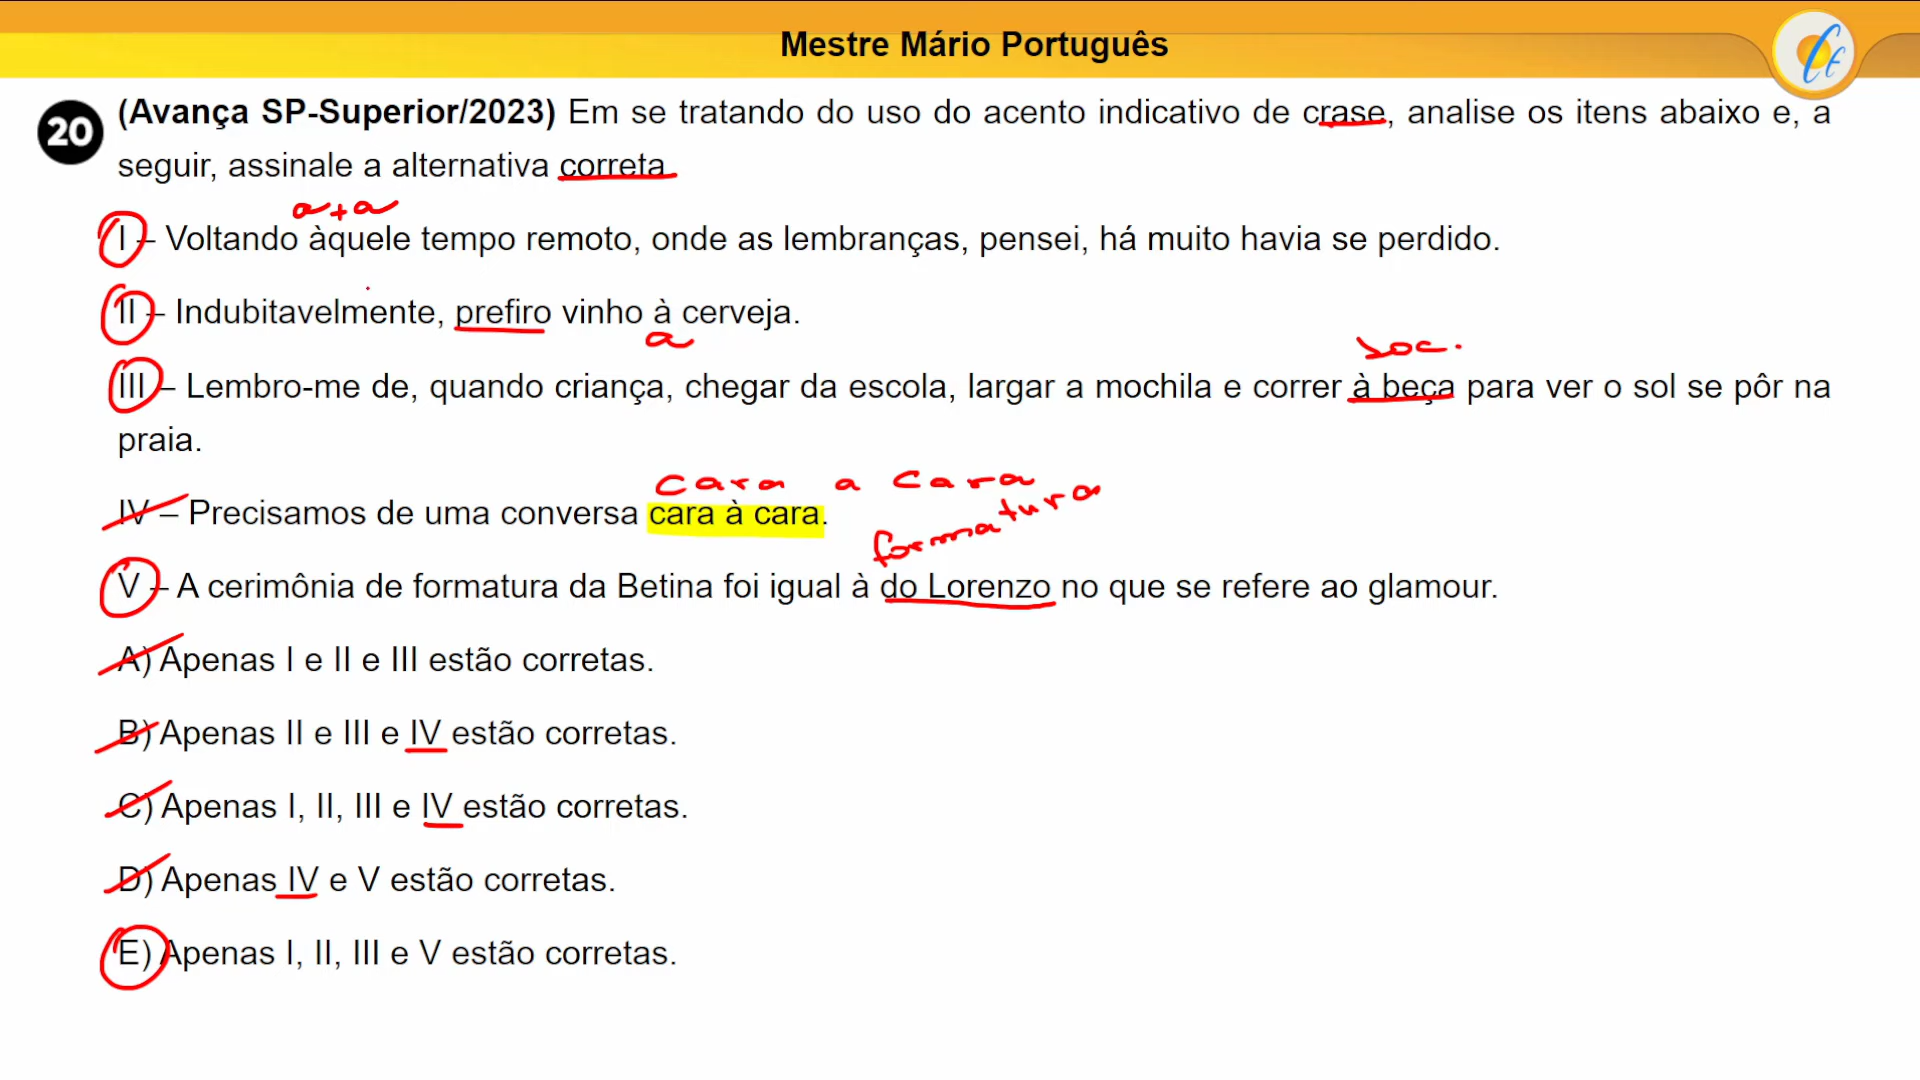 Mestre Mário Português
20 (Avança SP-Superior/2023) Em se tratando do uso do acento indicativo de crase, analise os itens abaixo e, a
seguir, assinale a alternativa correta
a+a
I – Voltando àquele tempo remoto, onde as lembranças, pensei, há muito havia se perdido.
II – Indubitavelmente, prefiro vinho à cerveja.
a
loc.
III – Lembro-me de, quando criança, chegar da escola, largar a mochila e correr à beça para ver o sol se pôr na
praia.
cara a cara
IV – Precisamos de uma conversa cara à cara.
formatura
V – A cerimônia de formatura da Betina foi igual à do Lorenzo no que se refere ao glamour.
A) Apenas I e II e III estão corretas.
B) Apenas II e III e IV estão corretas.
C) Apenas I, II, III e IV estão corretas.
D) Apenas IV e V estão corretas.
E) Apenas I, II, III e V estão corretas.